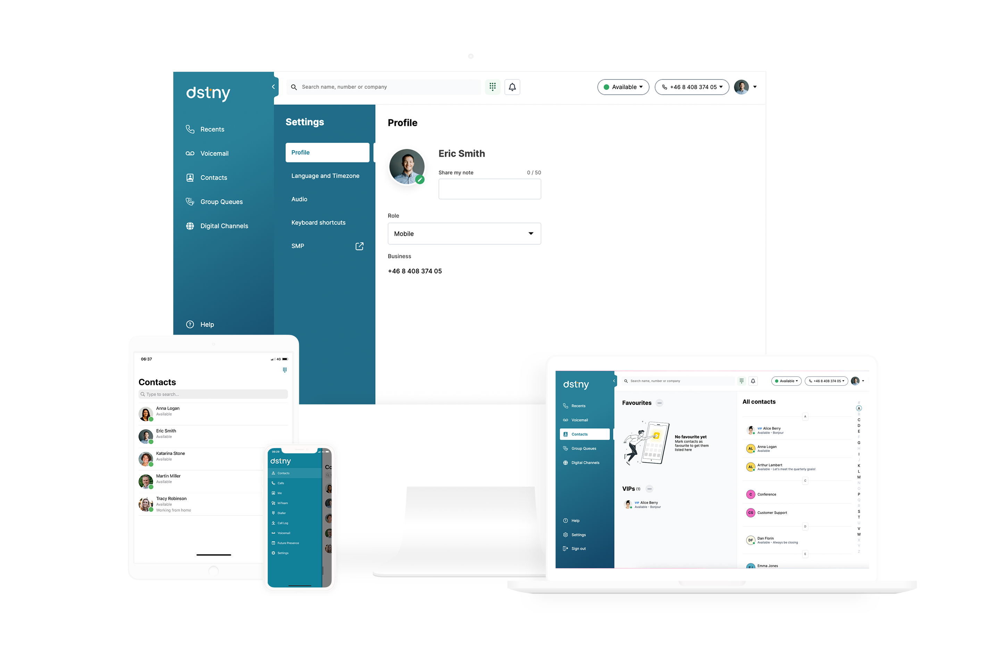 dstny
Recents
Voicemail
Contacts
Group Queues
Digital Channels
Help
Search name, number or company
Available
+46 8 408 374 05
Settings
Profile
Language and Timezone
Audio
Keyboard shortcuts
SMP
Profile
Eric Smith
Share my note 0 / 50
Role
Mobile
Business
+46 8 408 374 05
06:37 4G
Contacts
Type to search...
Anna Logan
Available
Eric Smith
Available
Katarina Stone
Available
Martin Miller
Available
Tracy Robinson
Available
Working from home
06:29 4G
dstny
Contacts
Calls
Me
MiTeam
Dialler
Call Log
Voicemail
Future Presence
Settings
Co
dstny
Recents
Voicemail
Contacts
Group Queues
Digital Channels
Help
Settings
Sign out
Search name, number or company
Available
+46 8 408 374 05
Favourites
No favourite yet
Mark contacts as
favourite to get them
listed here
VIPs (1)
VIP Alice Berry
Available - Bonjour
All contacts
A
VIP Alice Berry
Available - Bonjour
AL
Anna Logan
Available
AL
Arthur Lambert
Available - Let's meet the quarterly goals!
C
C
Conference
CS
Customer Support
D
DF
Dan Florin
Available - Always be closing
E
EJ
Emma Jones
#
A
B
C
D
E
F
G
H
I
J
K
L
M
N
O
P
Q
R
S
T
U
V
W
X
Y
Z